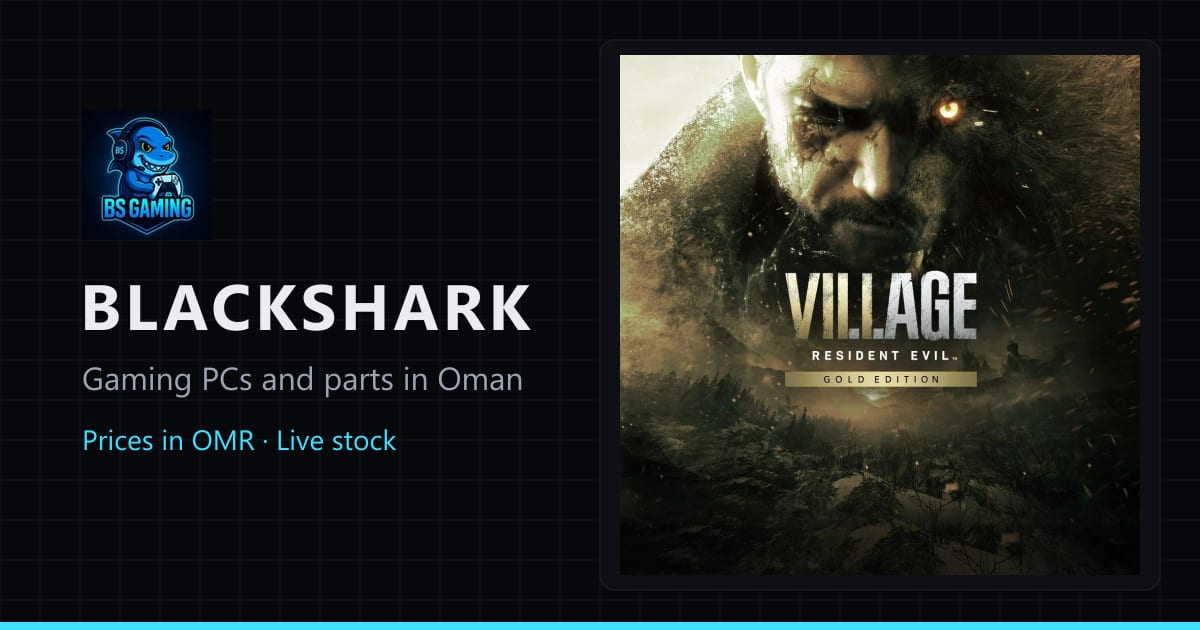 BS
BS GAMING
BLACKSHARK
Gaming PCs and parts in Oman
Prices in OMR · Live stock
VILLAGE
RESIDENT EVIL™
GOLD EDITION